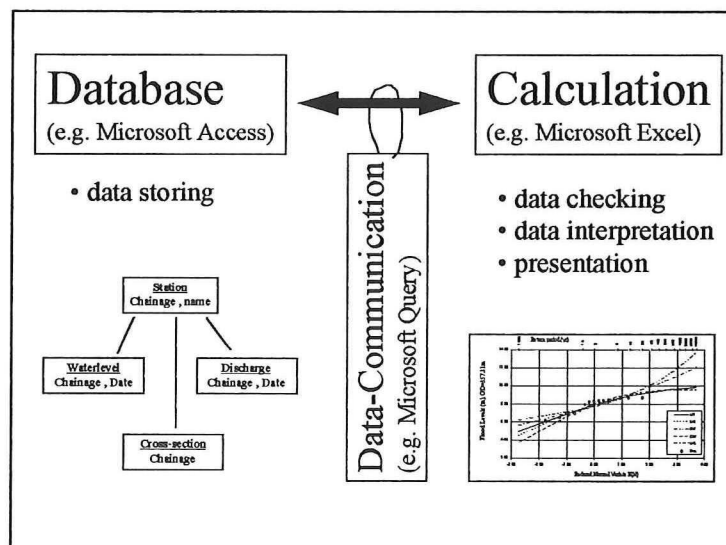 Database
(e.g. Microsoft Access)
• data storing
Station
Chainage , name
Waterlevel
Chainage , Date
Discharge
Chainage , Date
Cross-section
Chainage
Data-Communication
(e.g. Microsoft Query)
Calculation
(e.g. Microsoft Excel)
• data checking
• data interpretation
• presentation